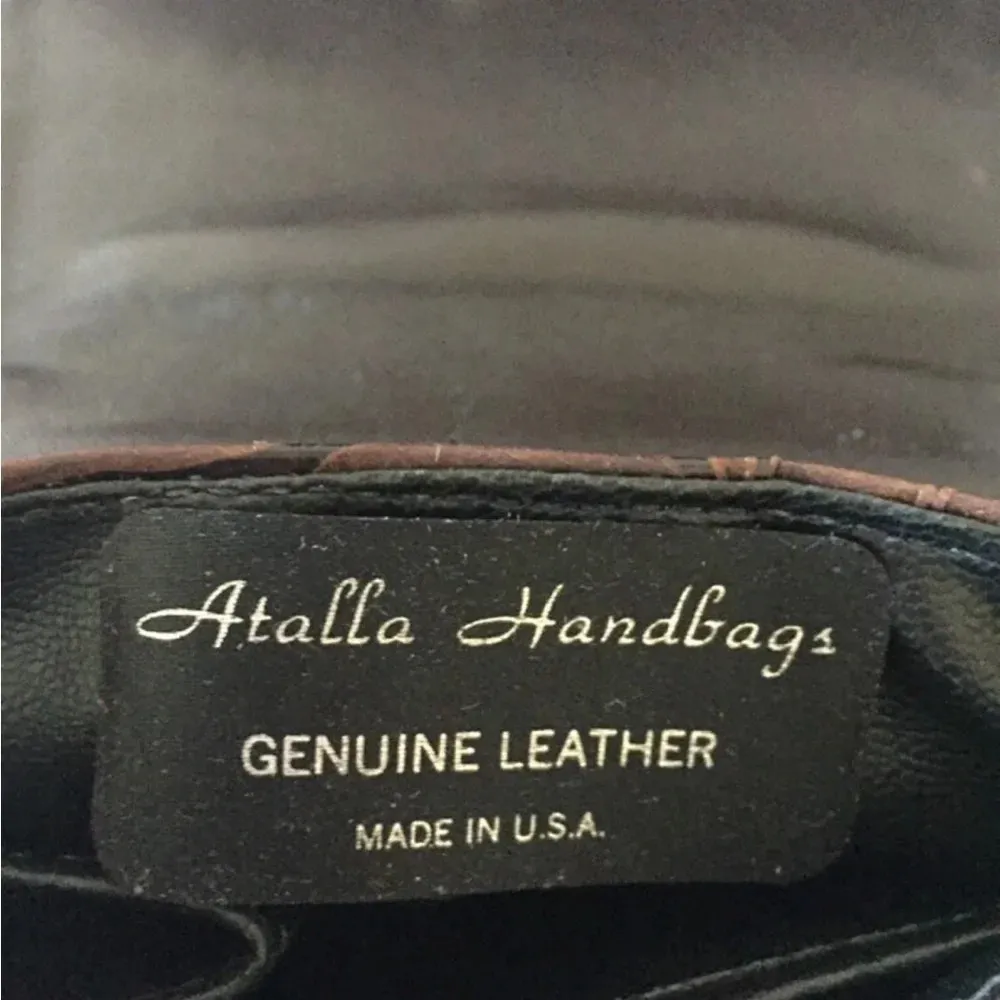 Atalla Handbags
GENUINE LEATHER
MADE IN U.S.A.